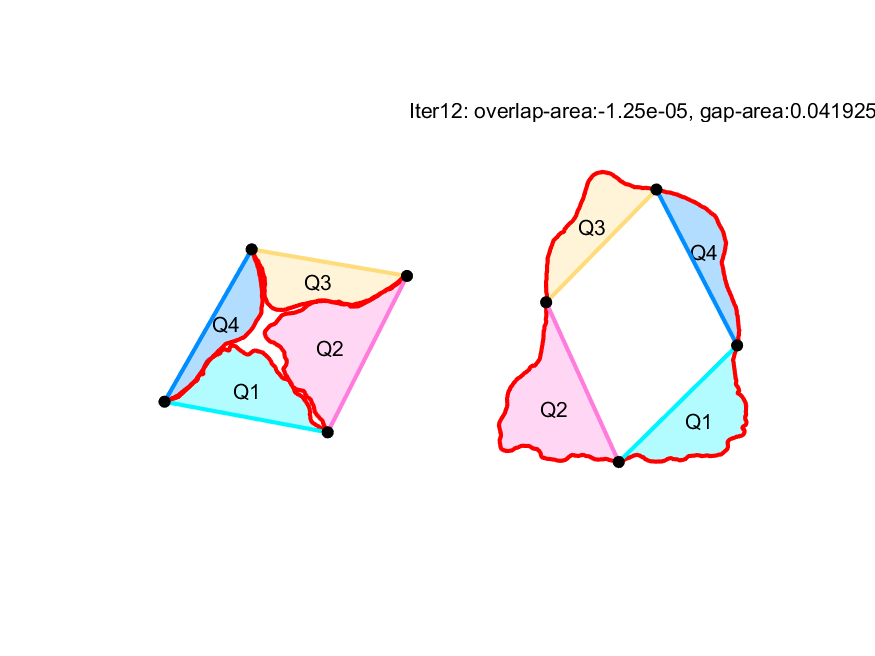 Iter12: overlap-area:-1.25e-05, gap-area:0.041925
Q3
Q4
Q3
Q4
Q2
Q1
Q2
Q1